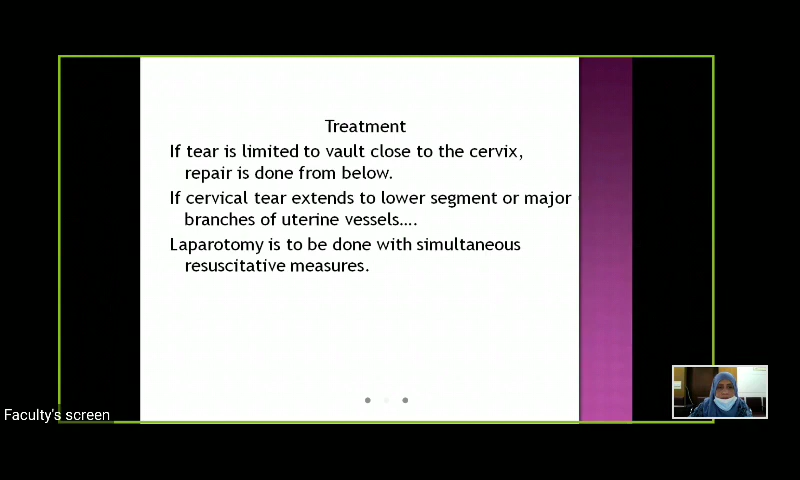 Treatment
If tear is limited to vault close to the cervix,
repair is done from below.
If cervical tear extends to lower segment or major
branches of uterine vessels....
Laparotomy is to be done with simultaneous
resuscitative measures.
Faculty's screen